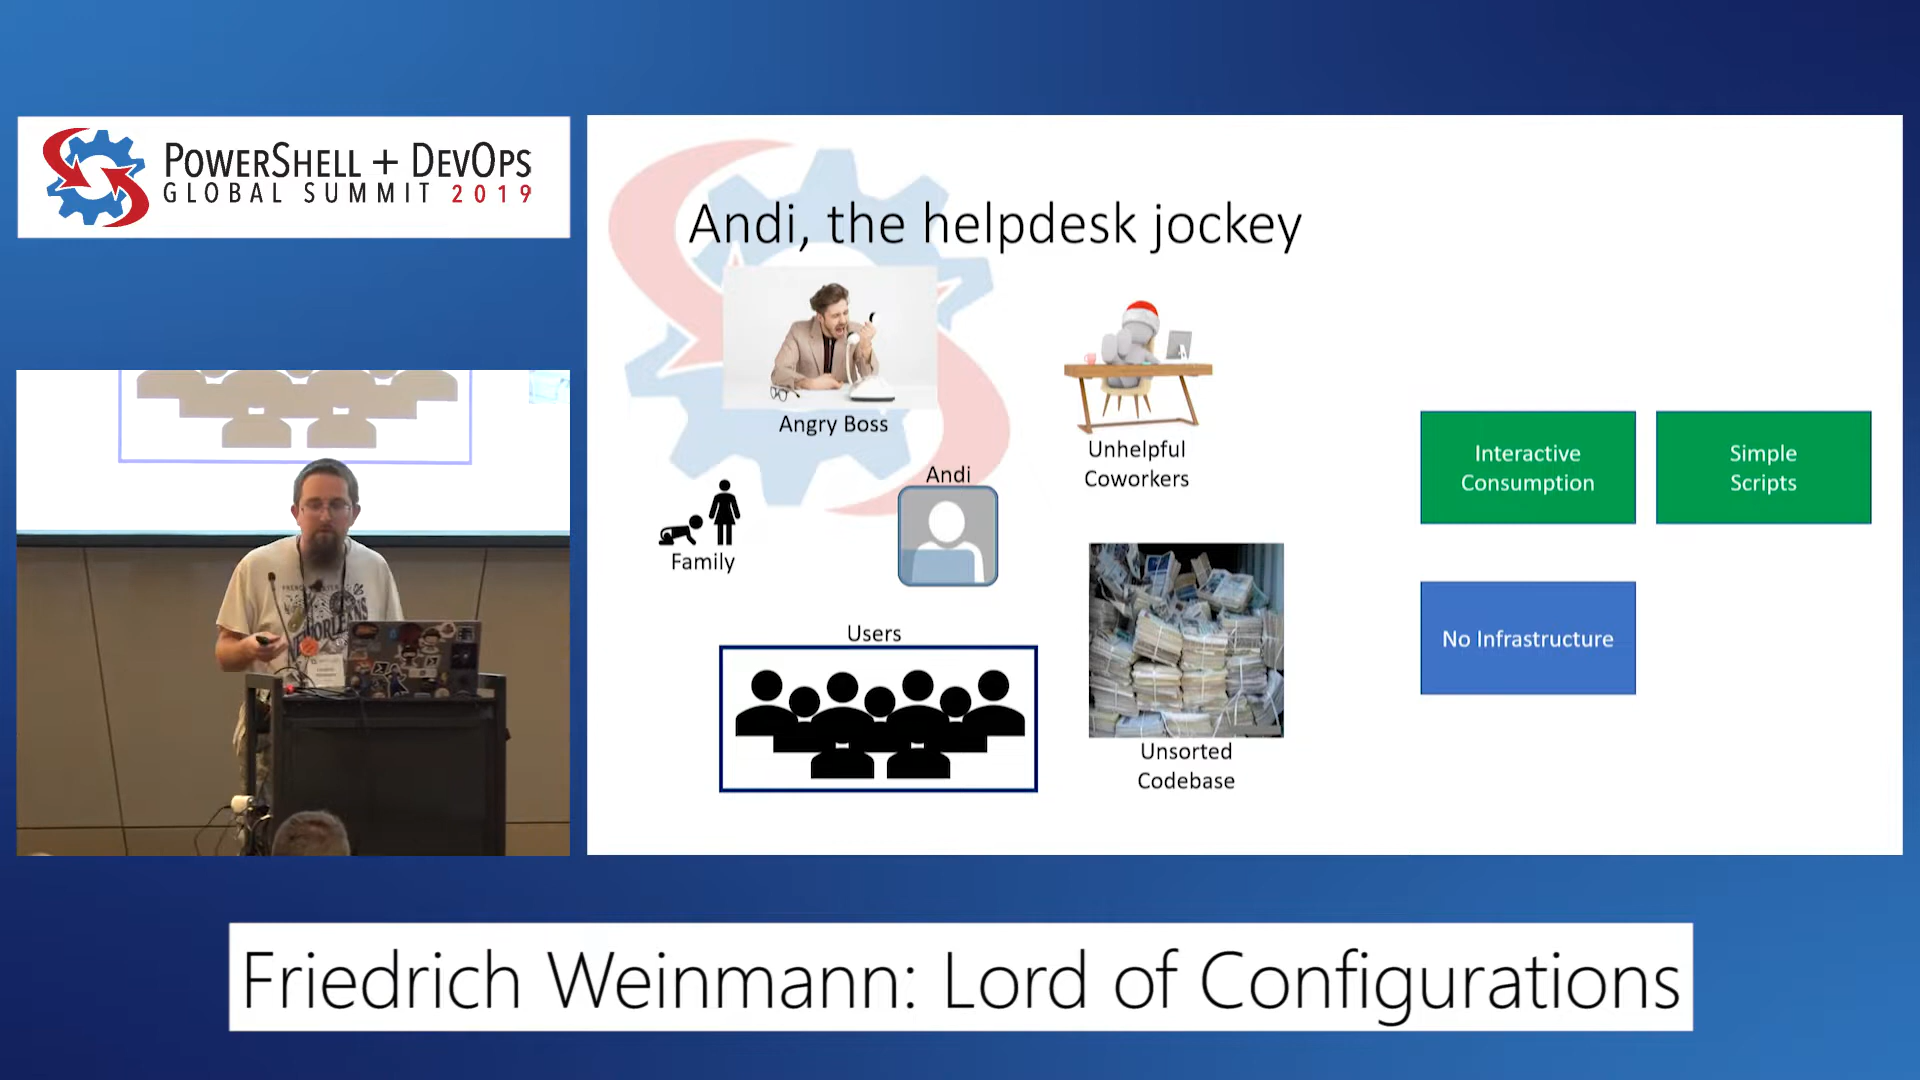 POWERSHELL + DEVOPS
GLOBAL SUMMIT 2019
Andi, the helpdesk jockey
Angry Boss
Unhelpful
Coworkers
Andi
Family
Users
Unsorted
Codebase
Interactive
Consumption
Simple
Scripts
No Infrastructure
Friedrich Weinmann: Lord of Configurations